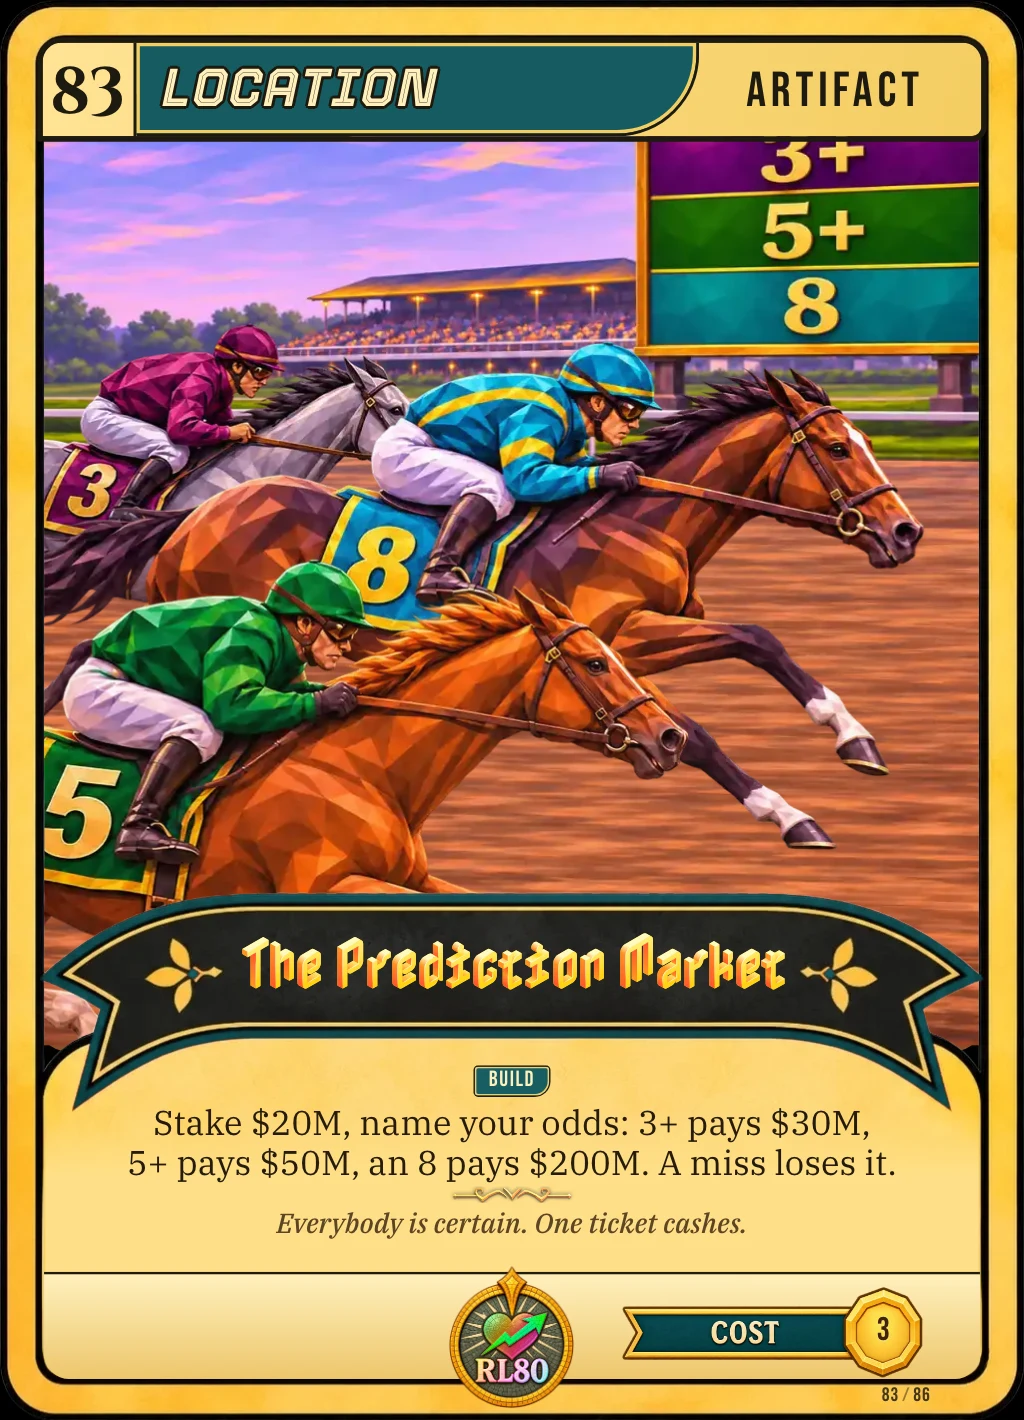 83 LOCATION ARTIFACT
3+
5+
8
3
8
5
The Prediction Market
BUILD
Stake $20M, name your odds: 3+ pays $30M,
5+ pays $50M, an 8 pays $200M. A miss loses it.
Everybody is certain. One ticket cashes.
RL80
COST 3
83 / 86